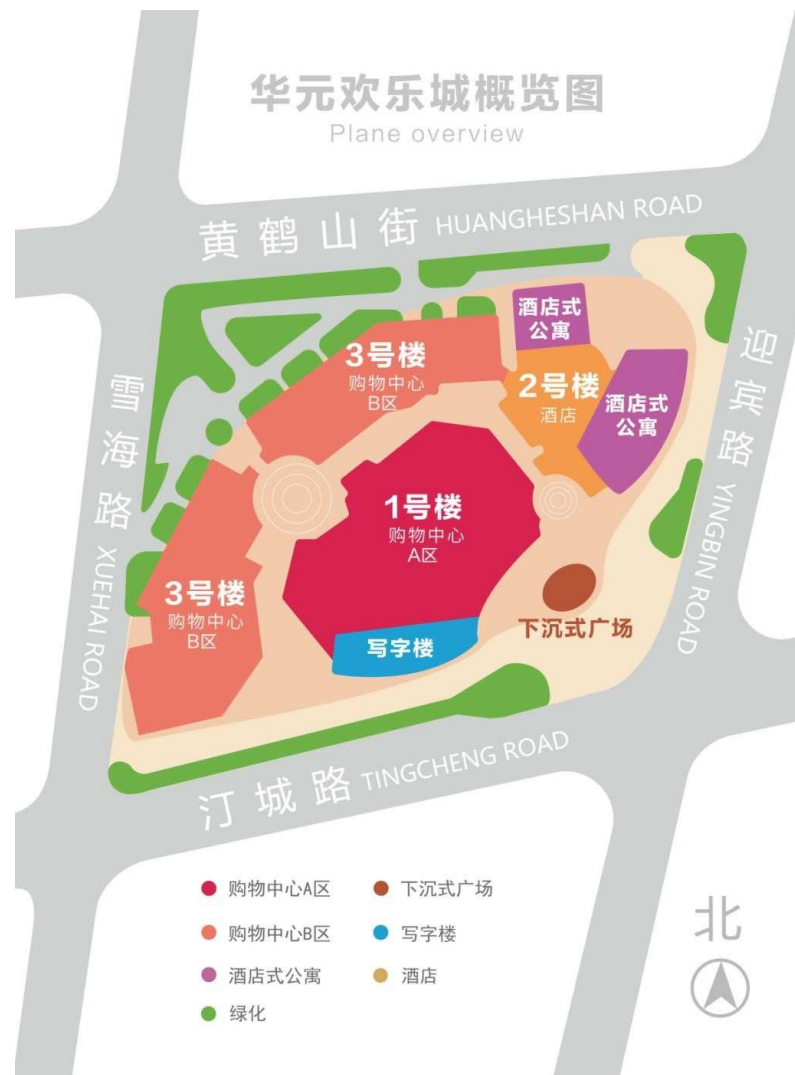 华元欢乐城概览图
Plane overview
黄鹤山街 HUANGHESHAN ROAD
酒店式
公寓
3号楼
购物中心
B区
2号楼
酒店
酒店式
公寓
迎宾路 YINGBIN ROAD
雪海路 XUEHAI ROAD
1号楼
购物中心
A区
3号楼
购物中心
B区
下沉式广场
写字楼
汀城路 TINGCHENG ROAD
购物中心A区
下沉式广场
购物中心B区
写字楼
酒店式公寓
酒店
绿化
北